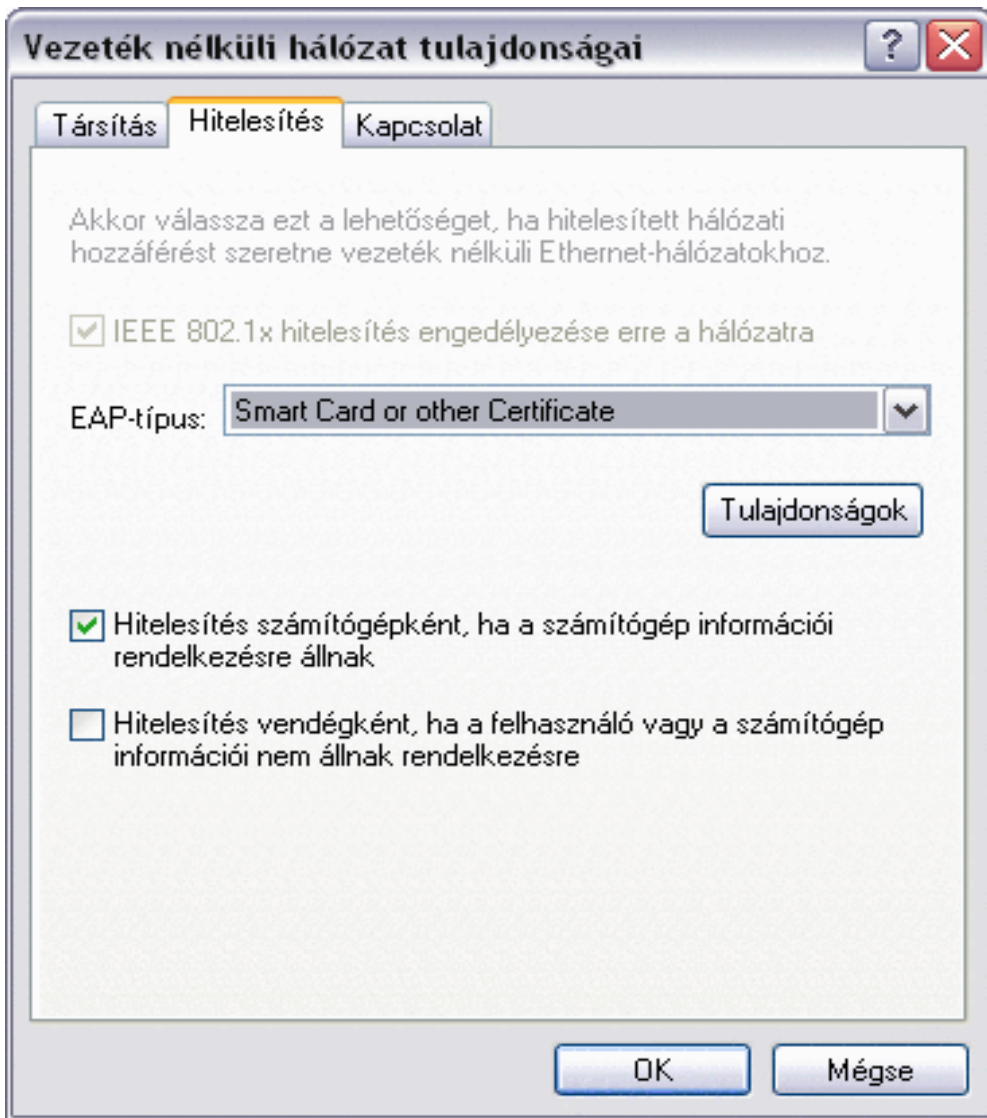 Vezeték nélküli hálózat tulajdonságai
Társítás
Hitelesítés
Kapcsolat
Akkor válassza ezt a lehetőséget, ha hitelesített hálózati
hozzáférést szeretne vezeték nélküli Ethernet-hálózatokhoz.
IEEE 802.1x hitelesítés engedélyezése erre a hálózatra
EAP-típus:
Smart Card or other Certificate
Tulajdonságok
Hitelesítés számítógépként, ha a számítógép információi
rendelkezésre állnak
Hitelesítés vendégként, ha a felhasználó vagy a számítógép
információi nem állnak rendelkezésre
OK
Mégse